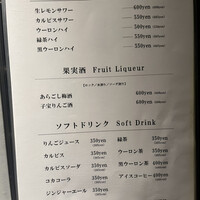 生レモンサワー 600yen
カルピスサワー 550yen
ウーロンハイ 550yen
緑茶ハイ 550yen
黒ウーロンハイ 600yen
果実酒 Fruit Liqueur
あらごし梅酒 600yen
子宝りんご酒 600yen
ソフトドリンク Soft Drink
りんごジュース 350yen 緑茶 350yen
カルピス 350yen ウーロン茶 350yen
カルピスソーダ 350yen 黒ウーロン茶 400yen
コカコーラ 350yen アイスコーヒー 400yen
ジンジャーエール 350yen